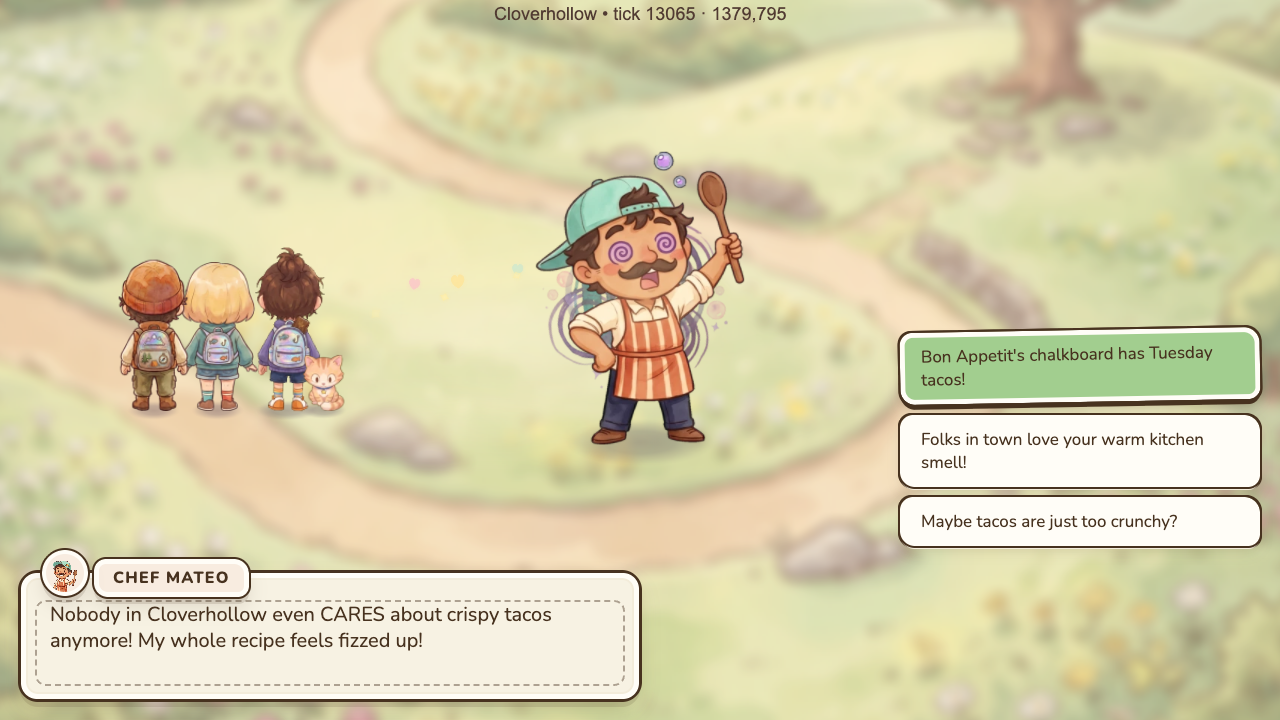 Cloverhollow • tick 13065 · 1379,795
Bon Appetit's chalkboard has Tuesday
tacos!
Folks in town love your warm kitchen
smell!
Maybe tacos are just too crunchy?
CHEF MATEO
Nobody in Cloverhollow even CARES about crispy tacos
anymore! My whole recipe feels fizzed up!